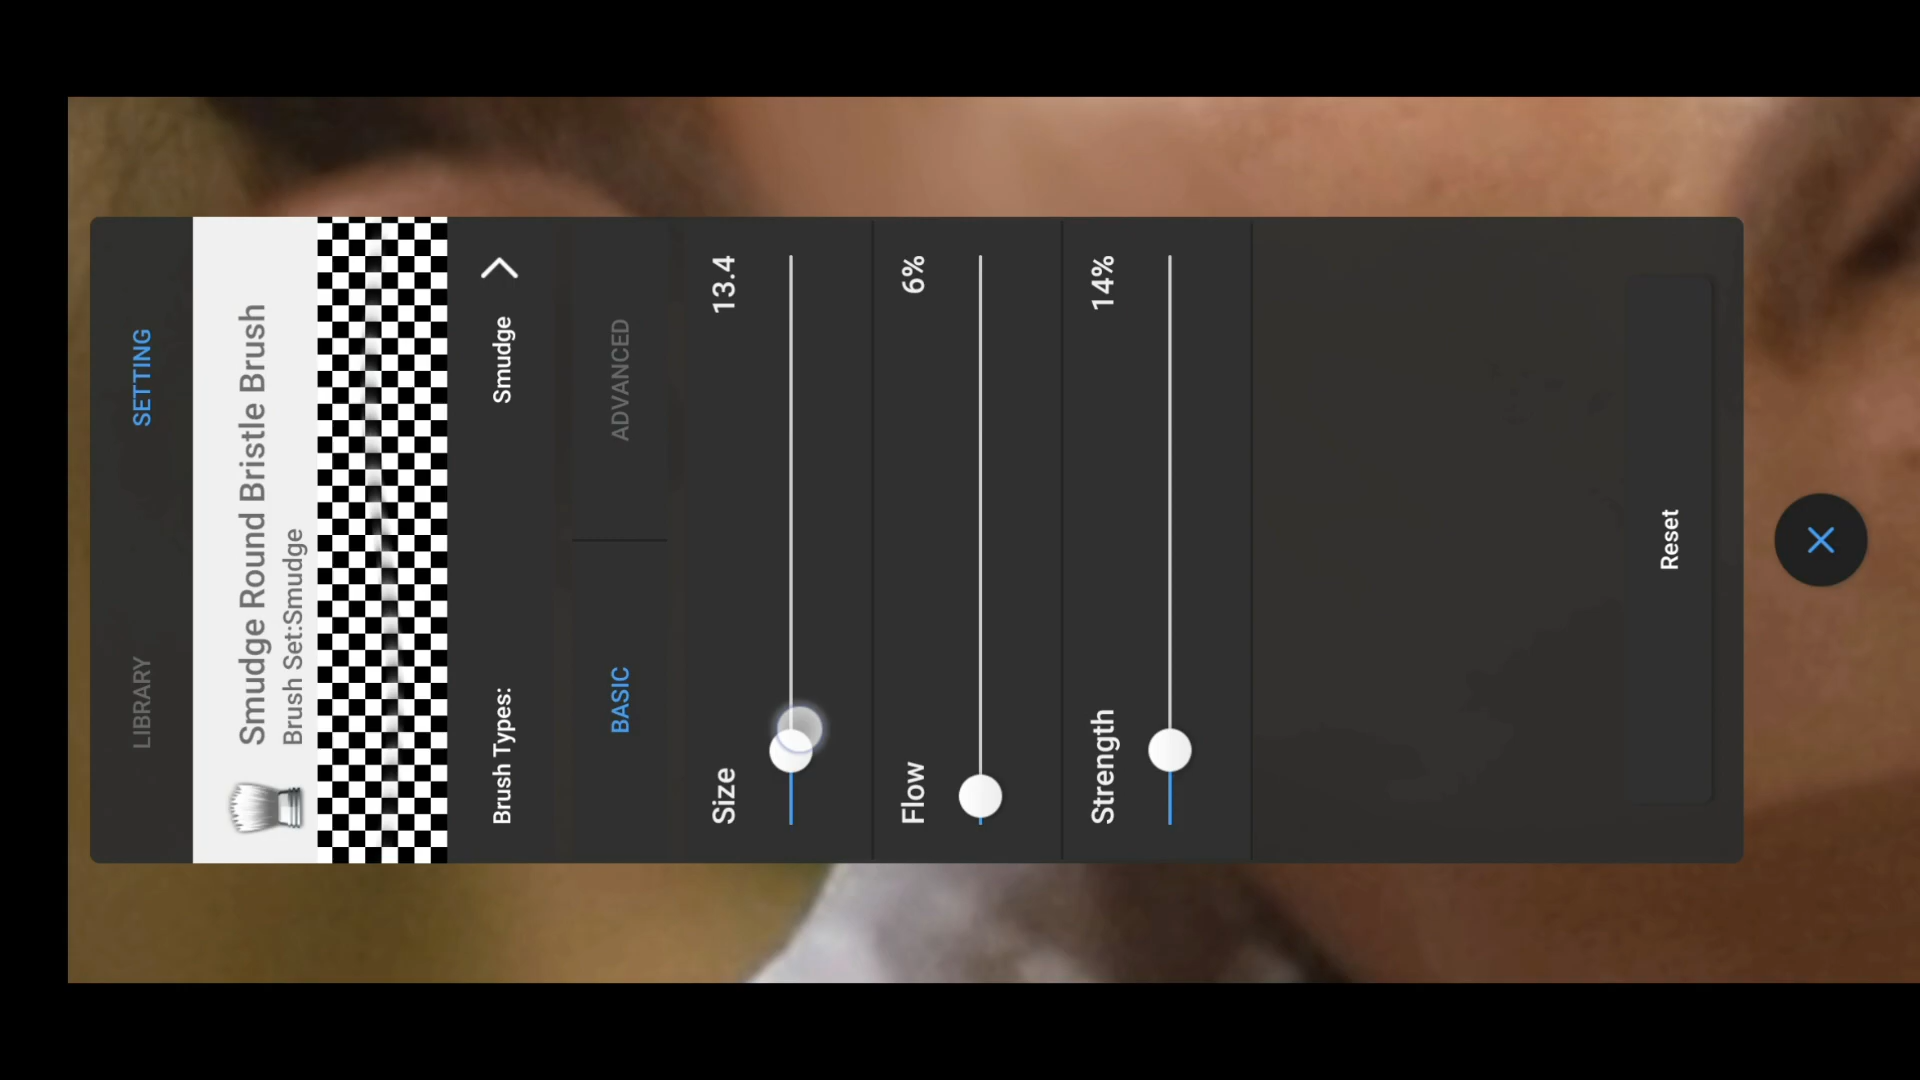 LIBRARY SETTING
Smudge Round Bristle Brush
Brush Set:Smudge
Brush Types: Smudge
BASIC ADVANCED
Size 13.4
Flow 6%
Strength 14%
Reset